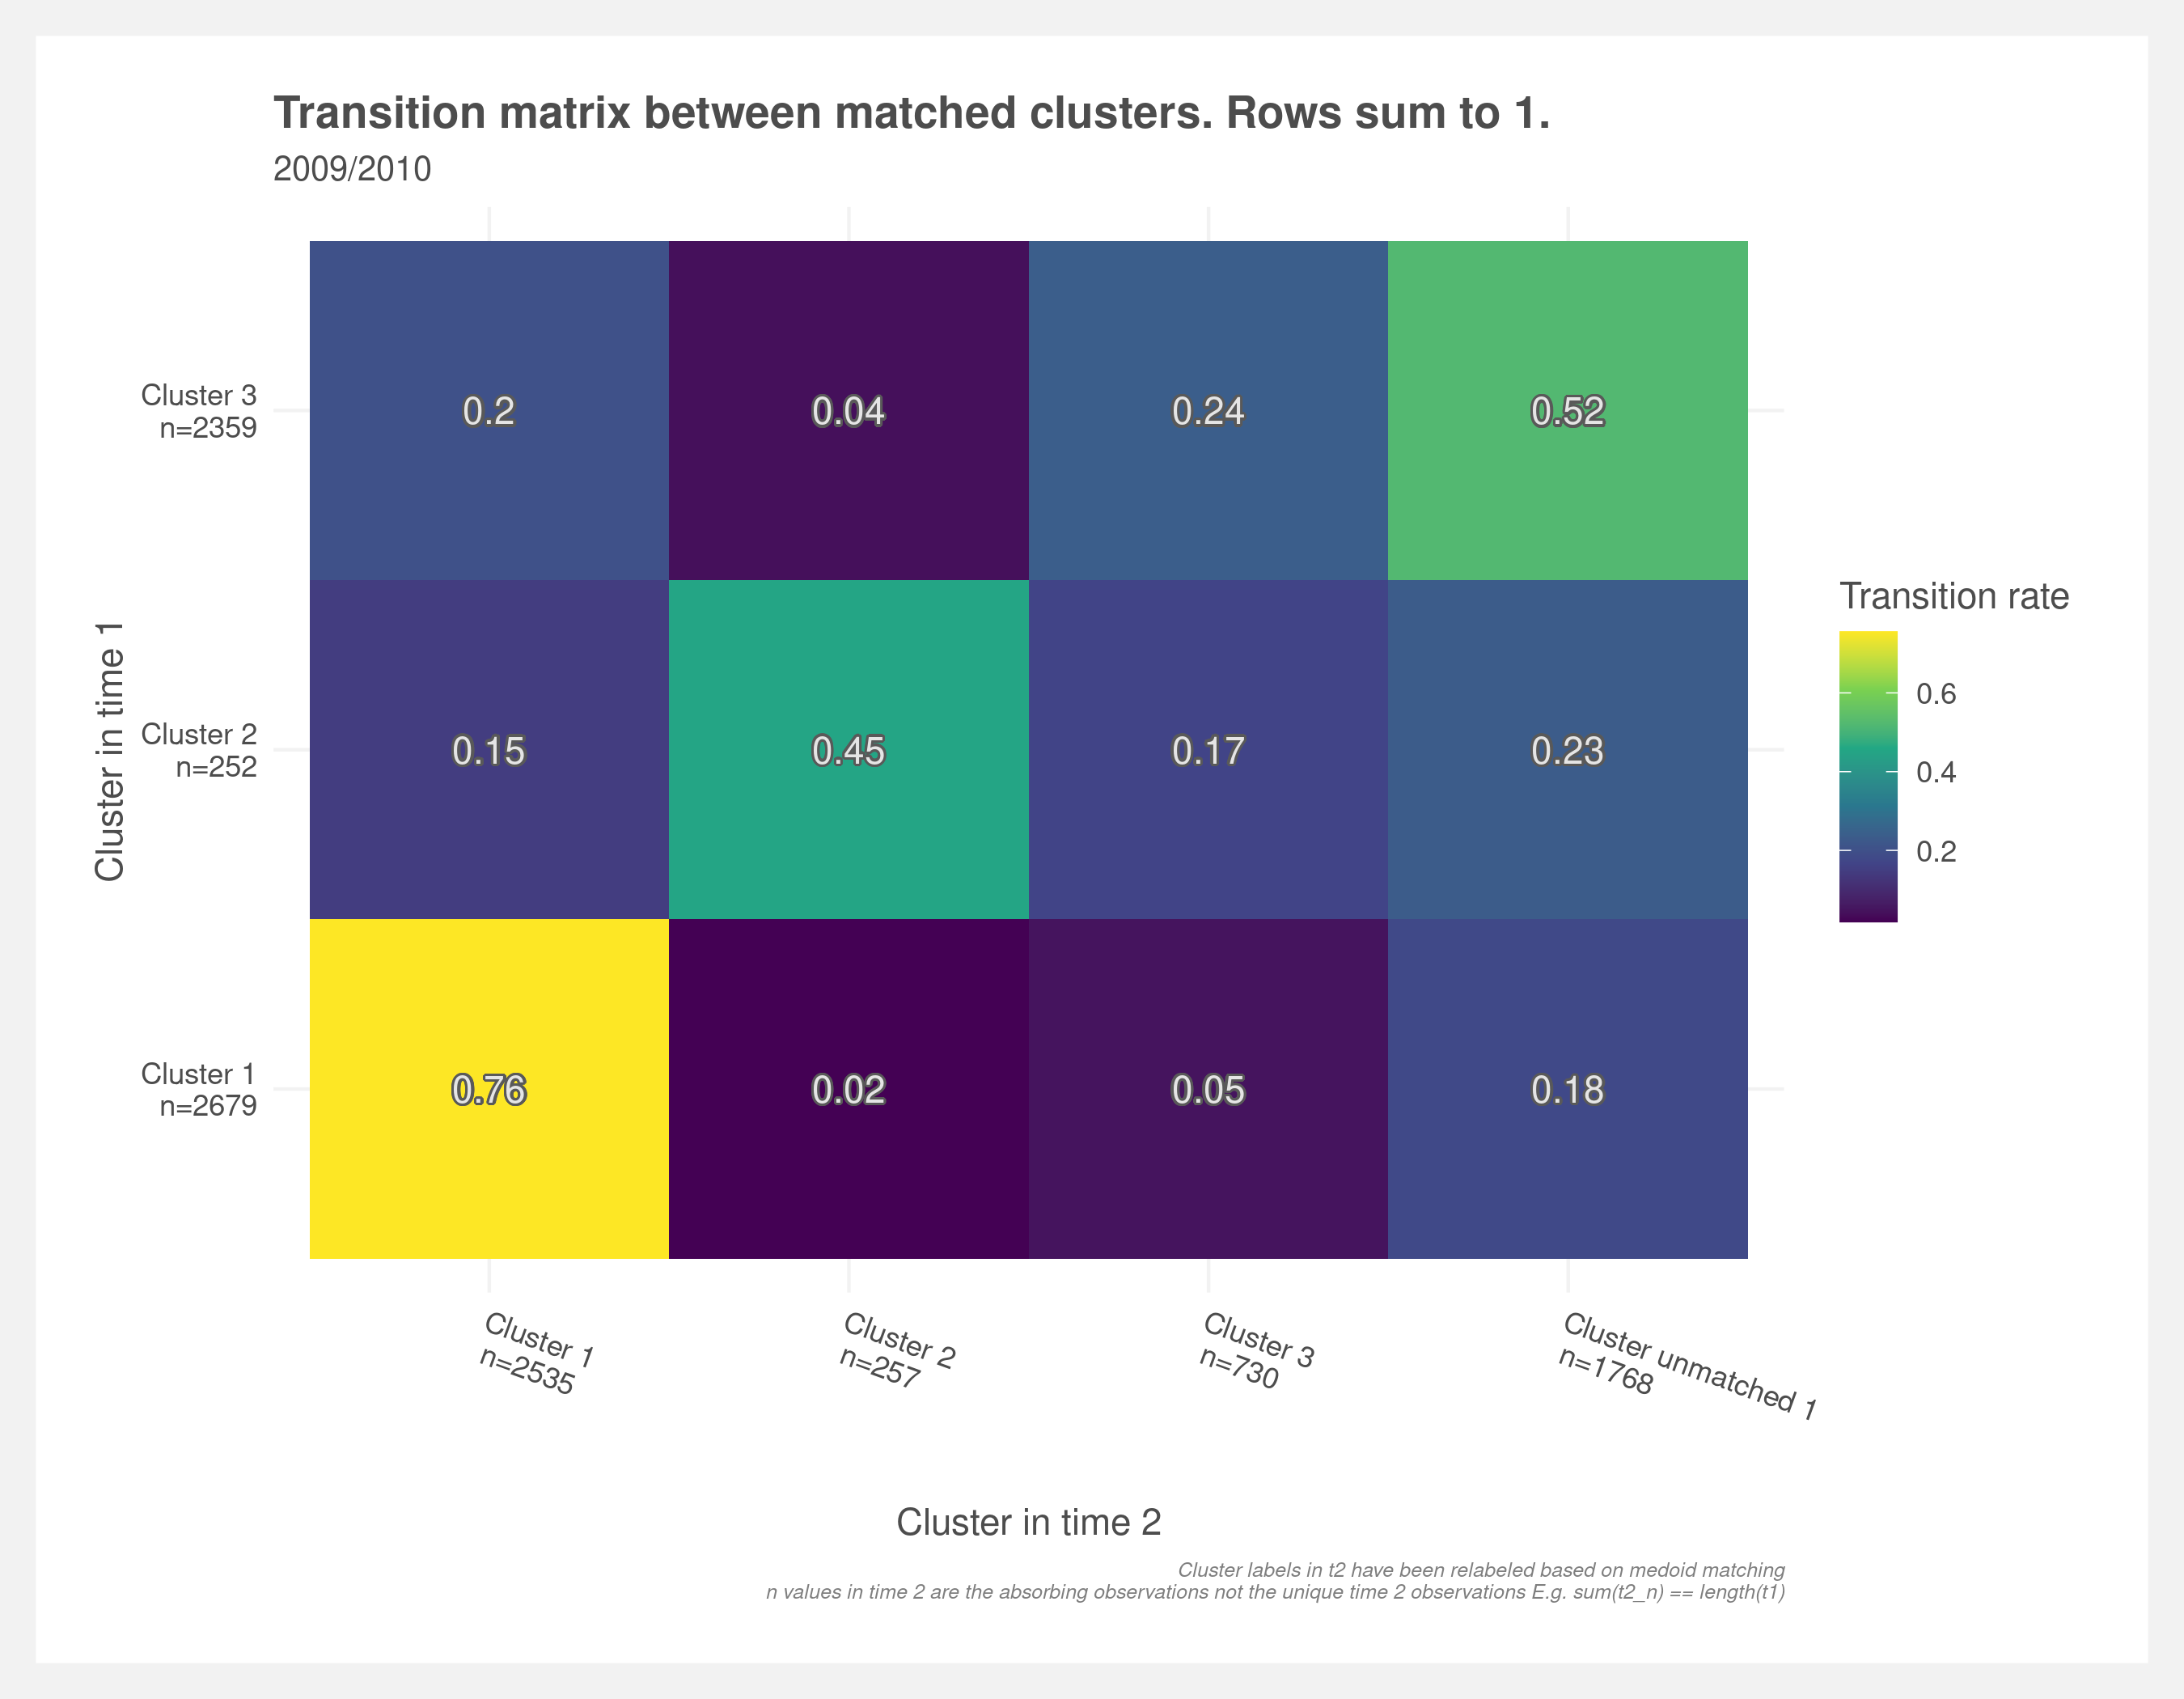 Transition matrix between matched clusters. Rows sum to 1.
2009/2010
Cluster in time 1
Cluster 3
n=2359
0.2
0.04
0.24
0.52
Cluster 2
n=252
0.15
0.45
0.17
0.23
Cluster 1
n=2679
0.76
0.02
0.05
0.18
Cluster 1
n=2535
Cluster 2
n=257
Cluster 3
n=730
Cluster unmatched 1
n=1768
Cluster in time 2
Transition rate
0.6
0.4
0.2
Cluster labels in t2 have been relabeled based on medoid matching
n values in time 2 are the absorbing observations not the unique time 2 observations E.g. sum(t2_n) == length(t1)